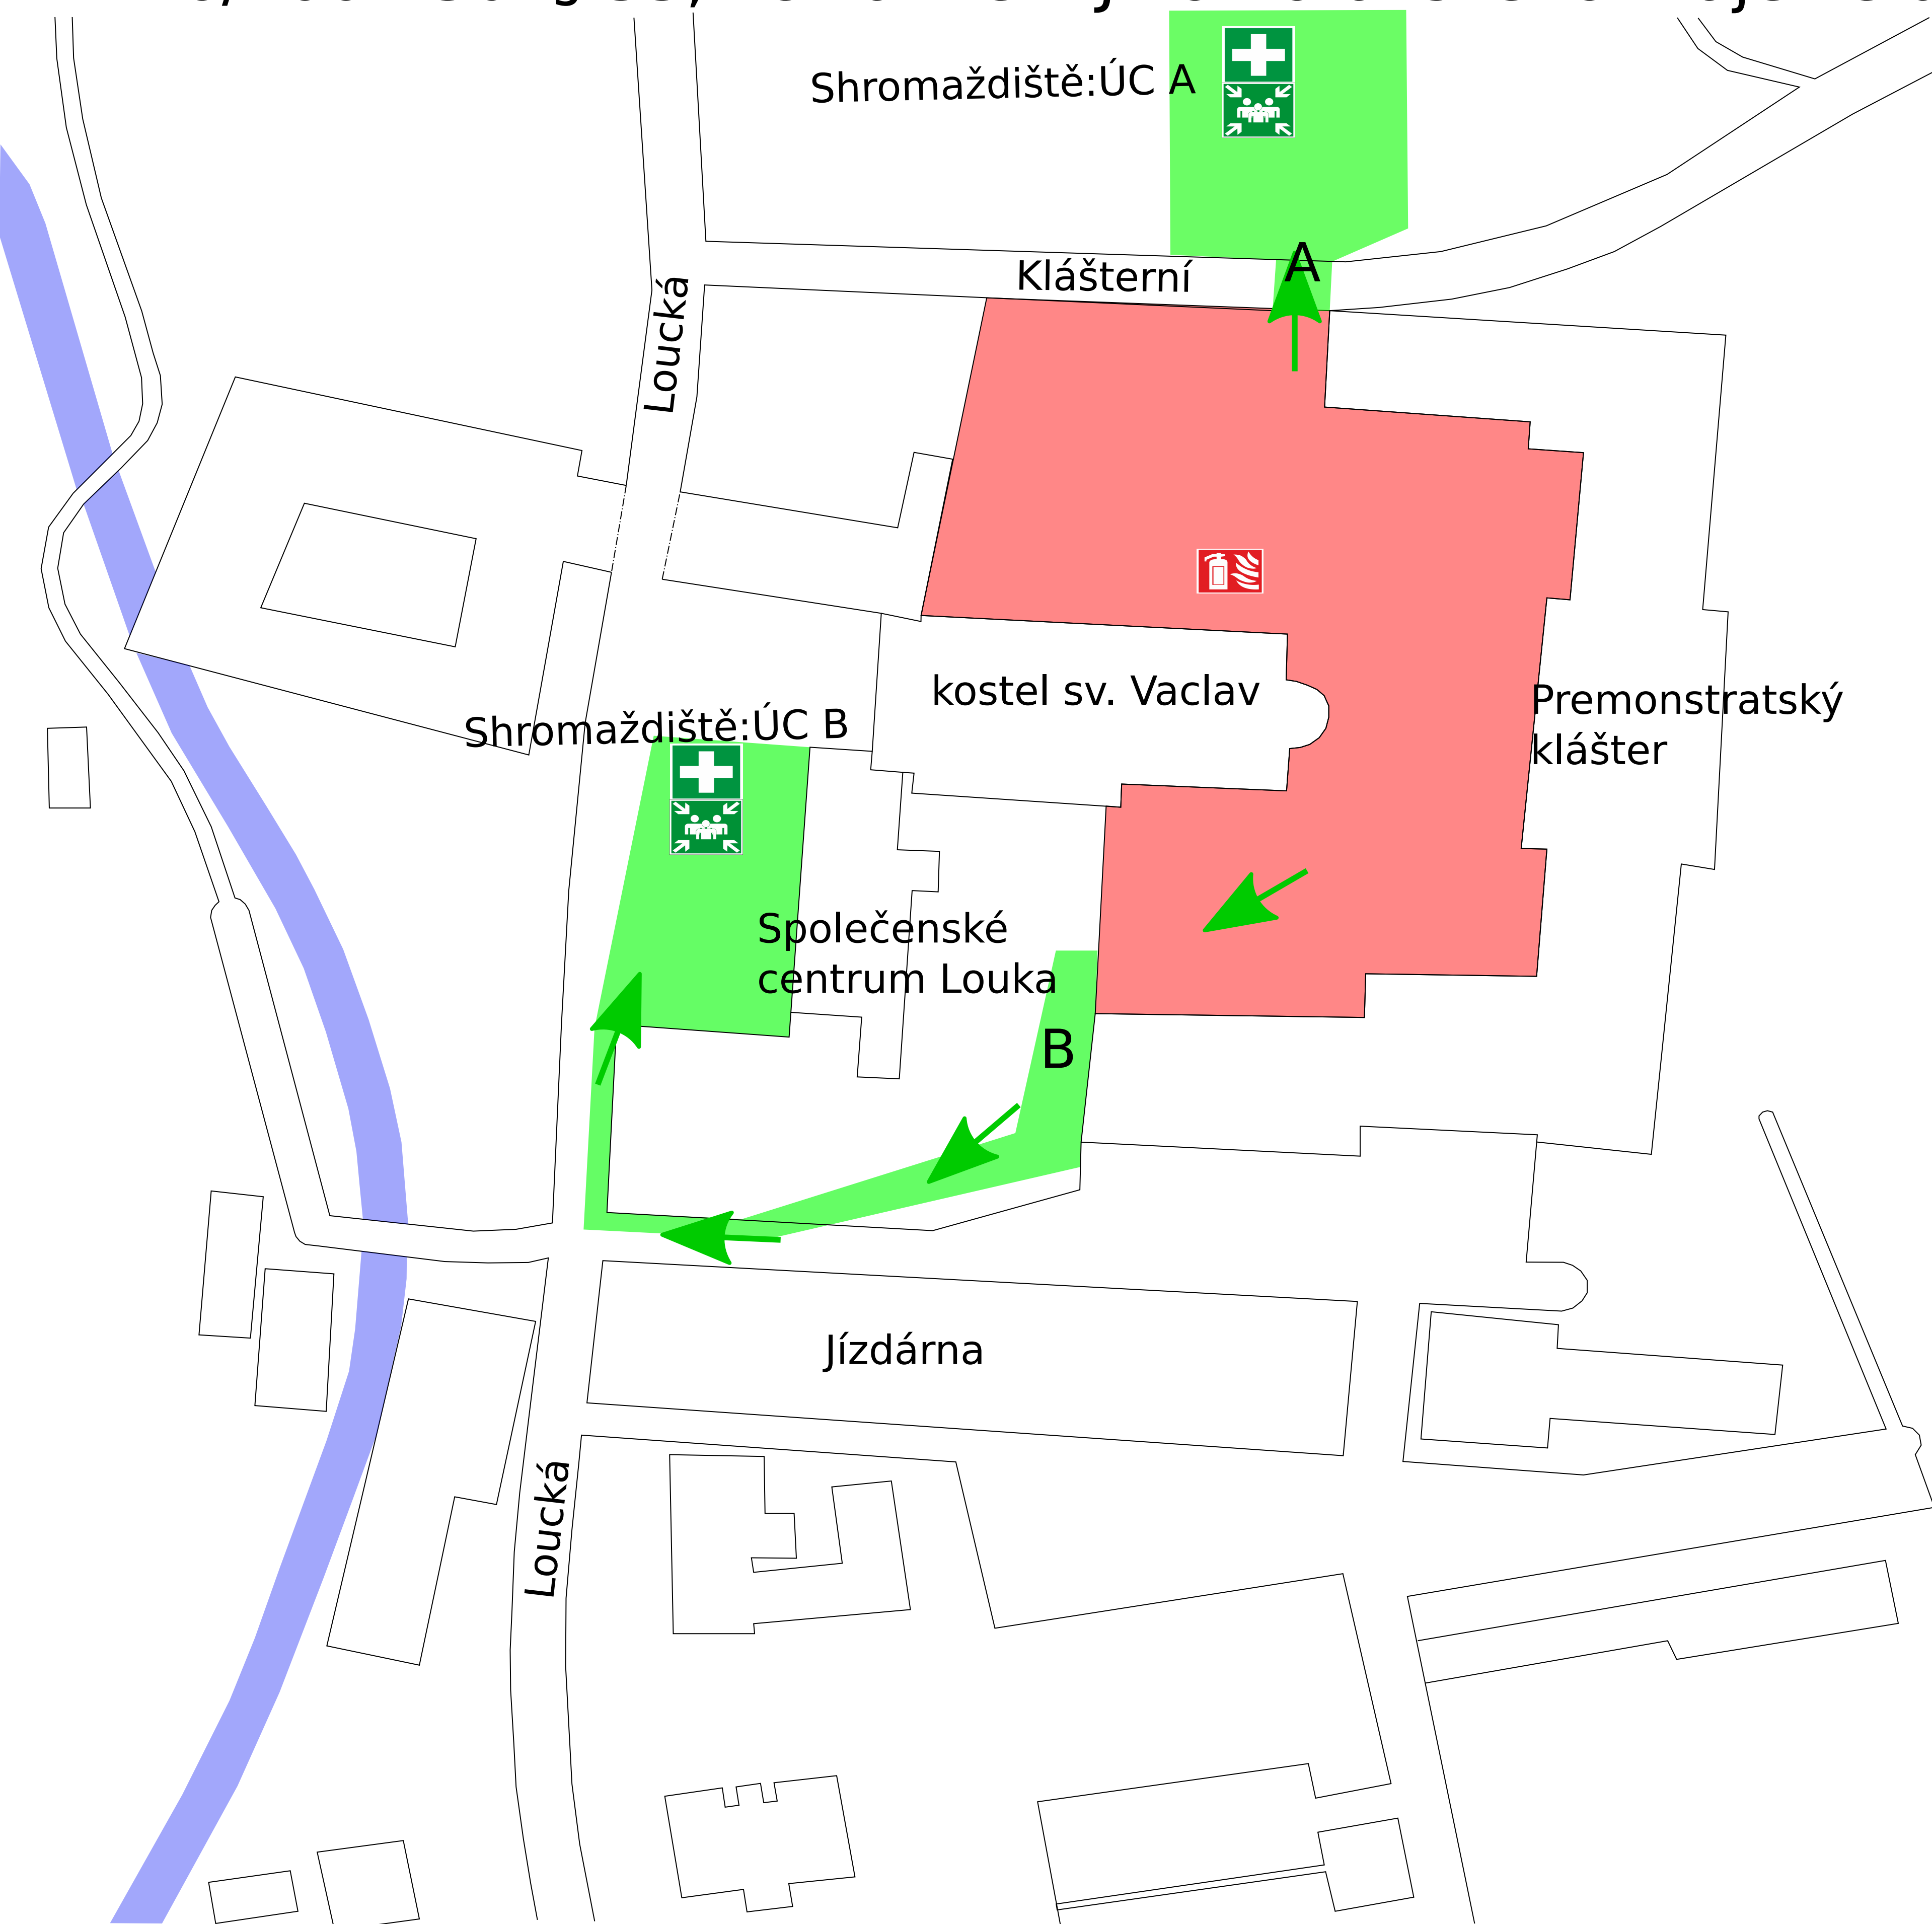 Shromaždiště:ÚC A
A
Klášterní
Loucká
kostel sv. Vaclav
Premonstratský
klášter
Shromaždiště:ÚC B
Společenské
centrum Louka
B
Jízdárna
Loucká